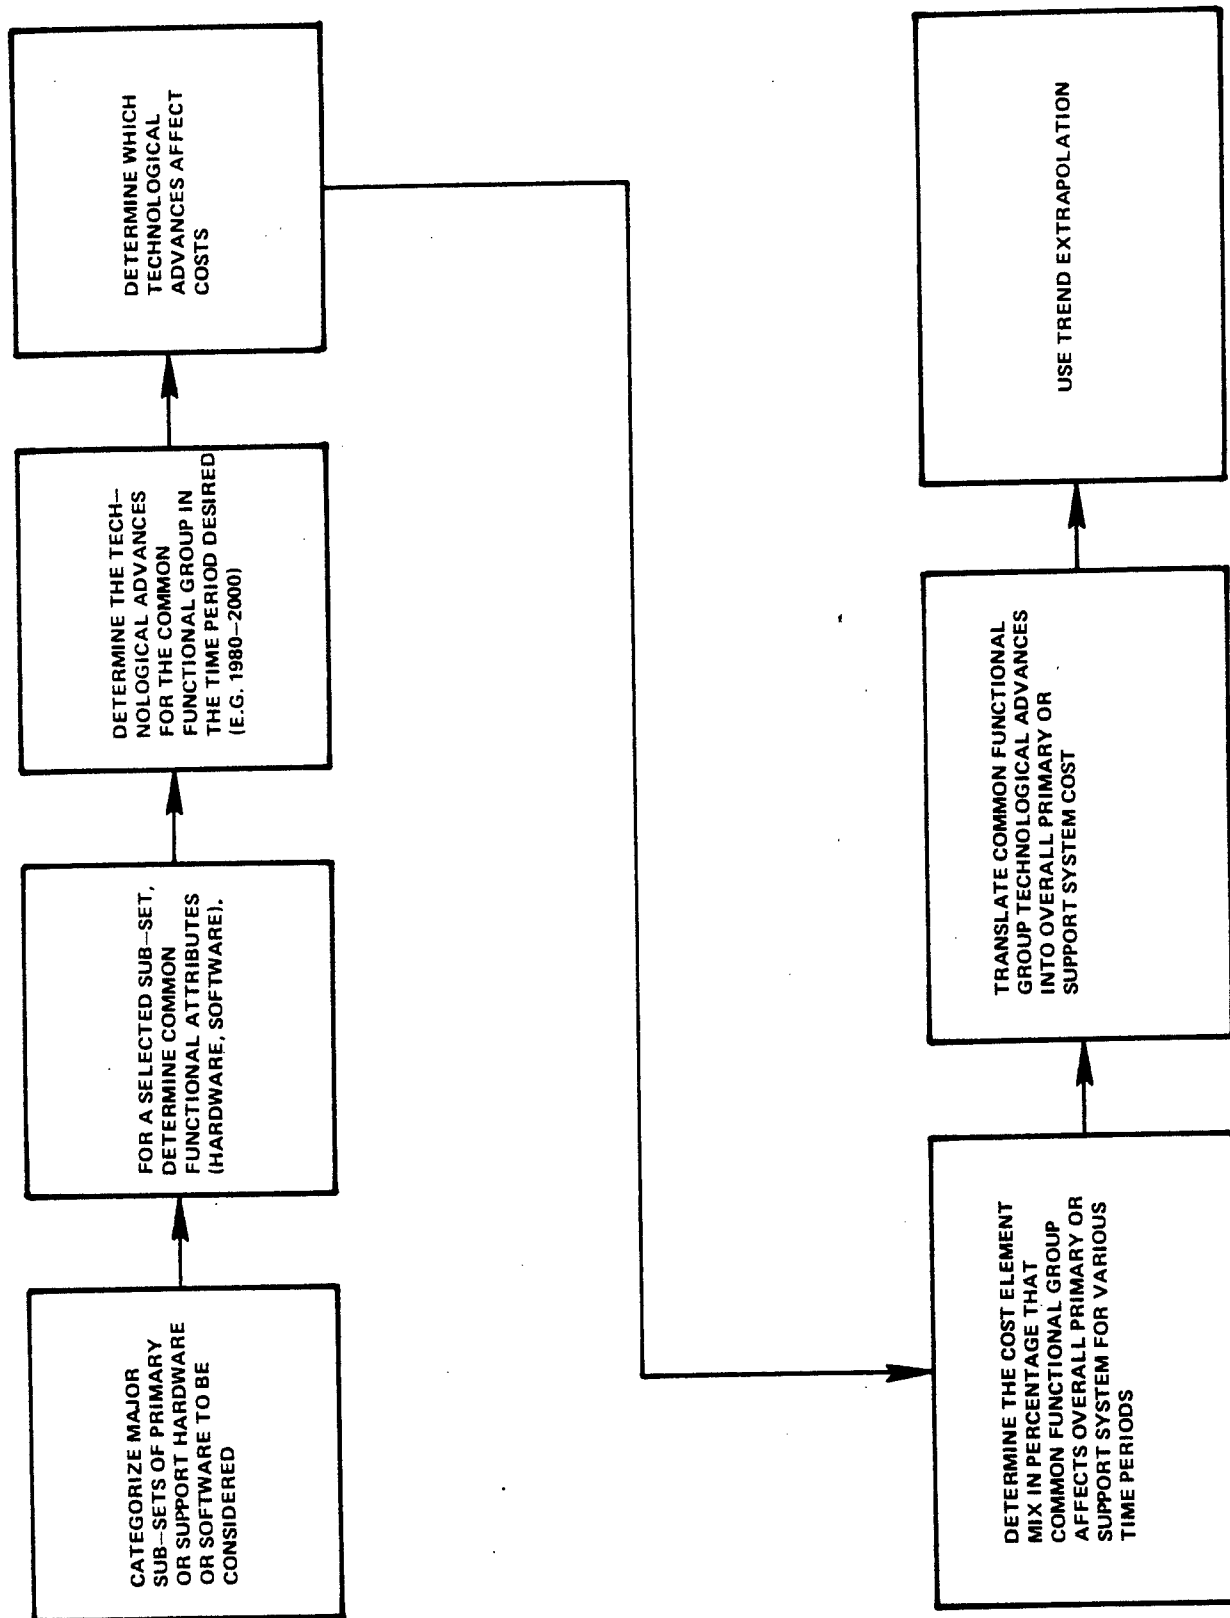 CATEGORIZE MAJOR
SUB-SETS OF PRIMARY
OR SUPPORT HARDWARE
OR SOFTWARE TO BE
CONSIDERED
FOR A SELECTED SUB-SET,
DETERMINE COMMON
FUNCTIONAL ATTRIBUTES
(HARDWARE, SOFTWARE).
DETERMINE THE TECH-
NOLOGICAL ADVANCES
FOR THE COMMON
FUNCTIONAL GROUP IN
THE TIME PERIOD DESIRED
(E.G. 1980-2000)
DETERMINE WHICH
TECHNOLOGICAL
ADVANCES AFFECT
COSTS
DETERMINE THE COST ELEMENT
MIX IN PERCENTAGE THAT
COMMON FUNCTIONAL GROUP
AFFECTS OVERALL PRIMARY OR
SUPPORT SYSTEM FOR VARIOUS
TIME PERIODS
TRANSLATE COMMON FUNCTIONAL
GROUP TECHNOLOGICAL ADVANCES
INTO OVERALL PRIMARY OR
SUPPORT SYSTEM COST
USE TREND EXTRAPOLATION